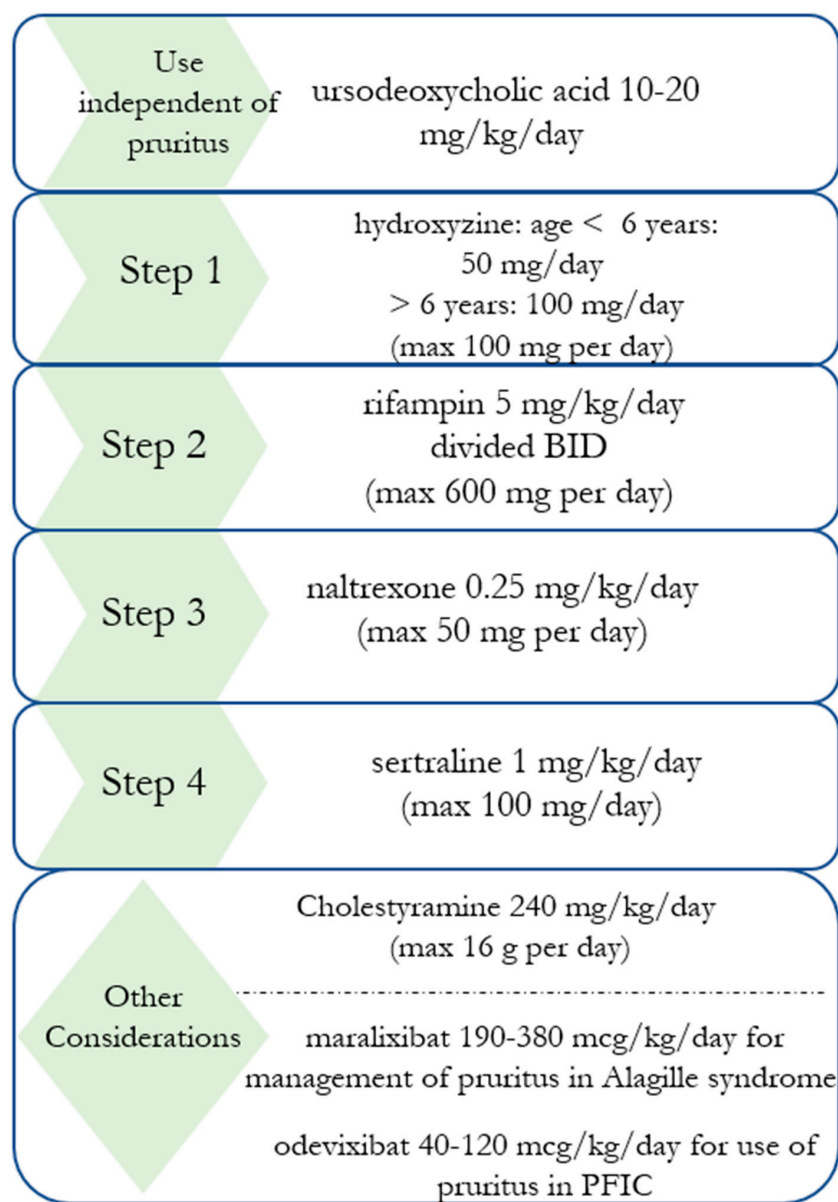 Use
independent of
pruritus
ursodeoxycholic acid 10-20
mg/kg/day
Step 1
hydroxyzine: age < 6 years:
50 mg/day
> 6 years: 100 mg/day
(max 100 mg per day)
Step 2
rifampin 5 mg/kg/day
divided BID
(max 600 mg per day)
Step 3
naltrexone 0.25 mg/kg/day
(max 50 mg per day)
Step 4
sertraline 1 mg/kg/day
(max 100 mg/day)
Other
Considerations
Cholestyramine 240 mg/kg/day
(max 16 g per day)
maralixibat 190-380 mcg/kg/day for
management of pruritus in Alagille syndrome
odevixibat 40-120 mcg/kg/day for use of
pruritus in PFIC